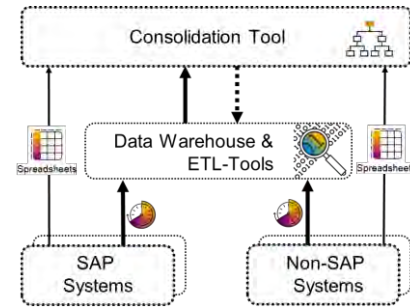 Consolidation Tool
Data Warehouse &
ETL-Tools
Spreadsheets
Spreadsheets
SAP
Systems
Non-SAP
Systems